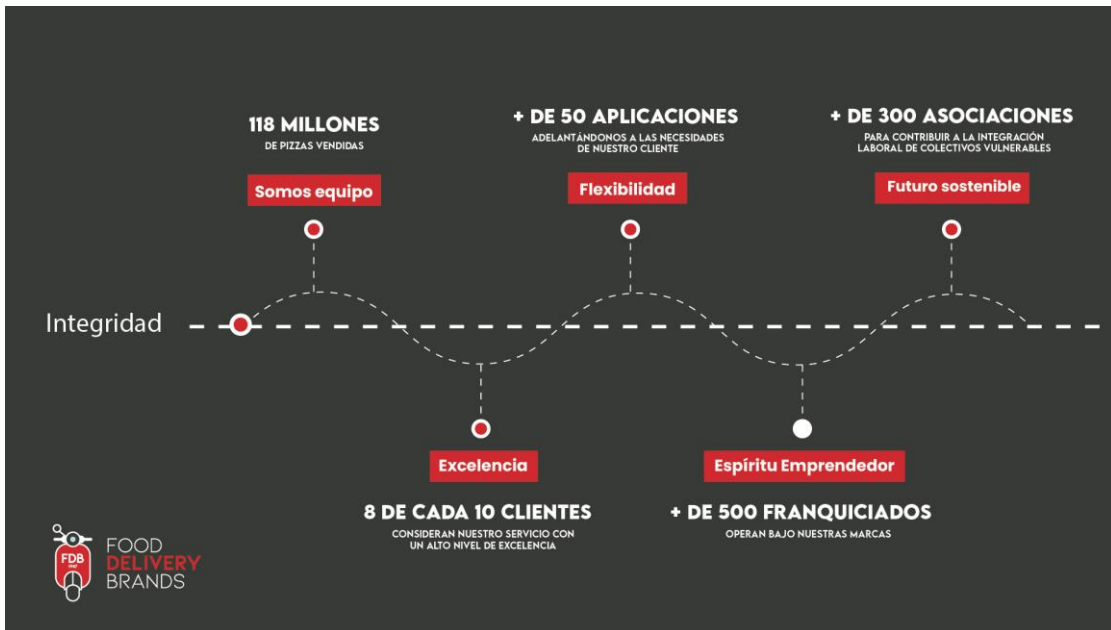 118 MILLONES
DE PIZZAS VENDIDAS
Somos equipo
+ DE 50 APLICACIONES
ADELANTÁNDONOS A LAS NECESIDADES
DE NUESTRO CLIENTE
Flexibilidad
+ DE 300 ASOCIACIONES
PARA CONTRIBUIR A LA INTEGRACIÓN
LABORAL DE COLECTIVOS VULNERABLES
Futuro sostenible
Integridad
Excelencia
8 DE CADA 10 CLIENTES
CONSIDERAN NUESTRO SERVICIO CON
UN ALTO NIVEL DE EXCELENCIA
Espíritu Emprendedor
+ DE 500 FRANQUICIADOS
OPERAN BAJO NUESTRAS MARCAS
FDB
FOOD
DELIVERY
BRANDS